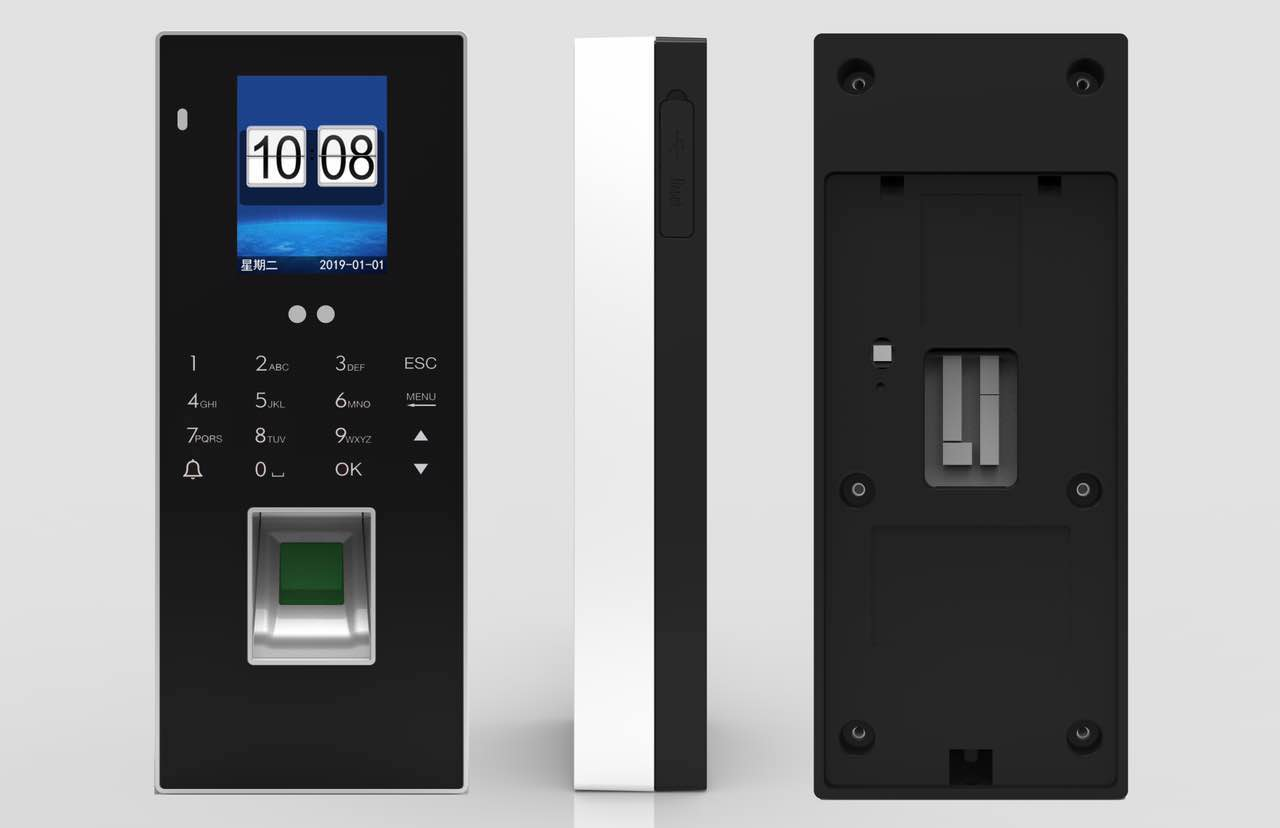 10 08
星期二 2019-01-01
1 2ABC 3DEF ESC
4GHI 5JKL 6MNO MENU
7PQRS 8TUV 9WXYZ
0 OK
Reset